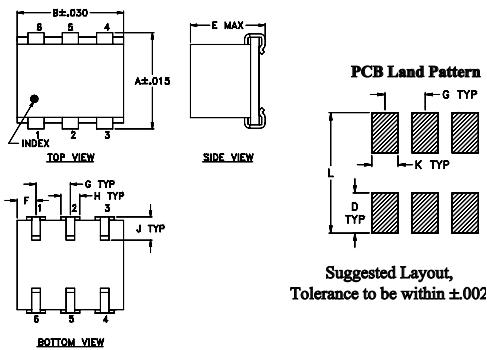 B±.030
6 5 4
A±.015
INDEX
1 2 3
TOP VIEW
E MAX
SIDE VIEW
PCB Land Pattern
G TYP
K TYP
L
D
TYP
Suggested Layout,
Tolerance to be within ±.002
G TYP
H TYP
F
1 2 3
J TYP
6 5 4
BOTTOM VIEW